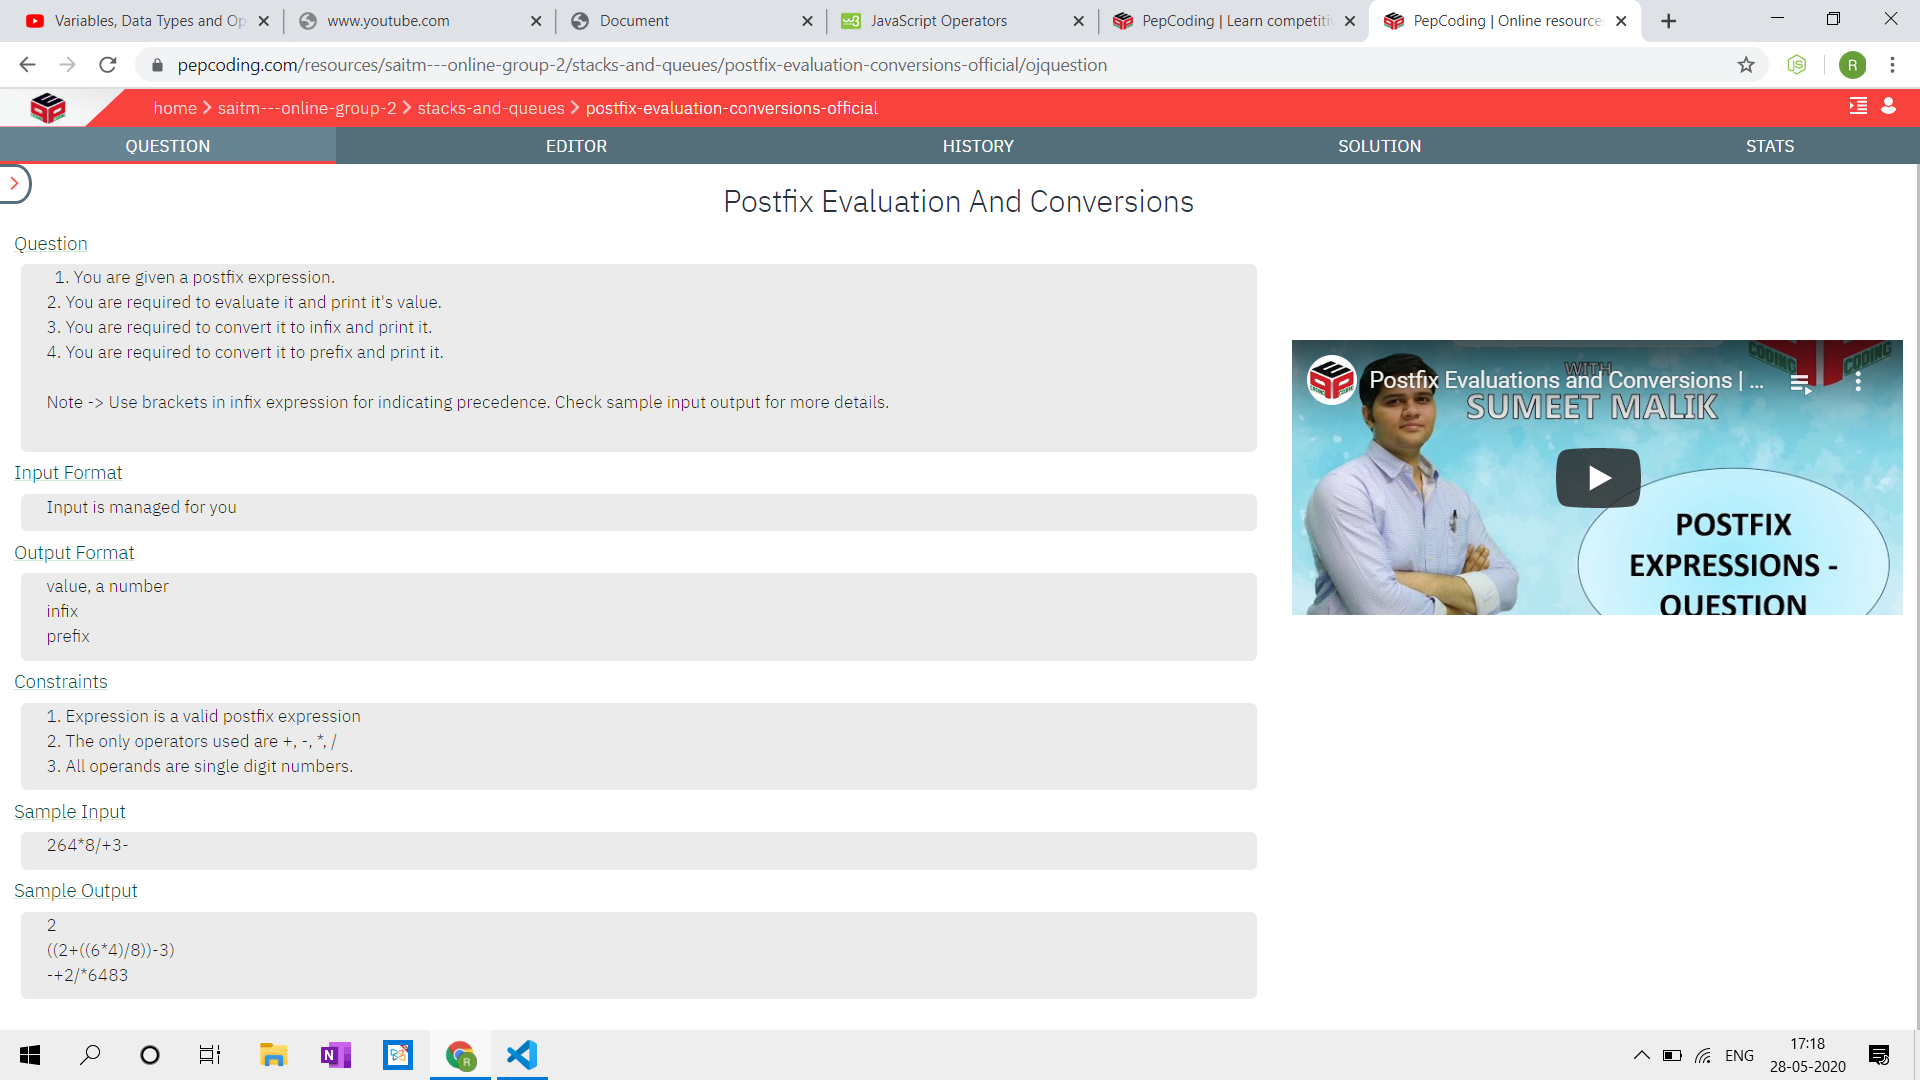 Variables, Data Types and Op
www.youtube.com
Document
JavaScript Operators
PepCoding | Learn competitiv
PepCoding | Online resource
pepcoding.com/resources/saitm---online-group-2/stacks-and-queues/postfix-evaluation-conversions-official/ojquestion
R
home > saitm---online-group-2 > stacks-and-queues > postfix-evaluation-conversions-official
QUESTION
EDITOR
HISTORY
SOLUTION
STATS
Postfix Evaluation And Conversions
Question
1. You are given a postfix expression.
2. You are required to evaluate it and print it's value.
3. You are required to convert it to infix and print it.
4. You are required to convert it to prefix and print it.
Note -> Use brackets in infix expression for indicating precedence. Check sample input output for more details.
Input Format
Input is managed for you
Output Format
value, a number
infix
prefix
Constraints
1. Expression is a valid postfix expression
2. The only operators used are +, -, *, /
3. All operands are single digit numbers.
Sample Input
264*8/+3-
Sample Output
2
((2+((6*4)/8))-3)
-+2/*6483
CODING
CODING
WITH
Postfix Evaluations and Conversions | ...
SUMEET MALIK
POSTFIX
EXPRESSIONS -
QUESTION
ENG
17:18
28-05-2020